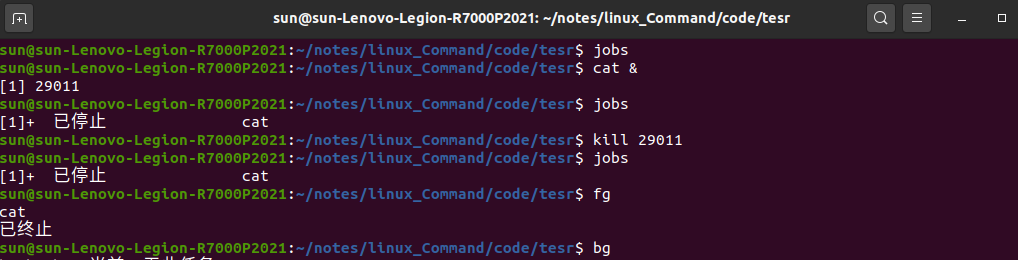 sun@sun-Lenovo-Legion-R7000P2021: ~/notes/linux_Command/code/tesr
sun@sun-Lenovo-Legion-R7000P2021:~/notes/linux_Command/code/tesr$ jobs
sun@sun-Lenovo-Legion-R7000P2021:~/notes/linux_Command/code/tesr$ cat &
[1] 29011
sun@sun-Lenovo-Legion-R7000P2021:~/notes/linux_Command/code/tesr$ jobs
[1]+  已停止               cat
sun@sun-Lenovo-Legion-R7000P2021:~/notes/linux_Command/code/tesr$ kill 29011
sun@sun-Lenovo-Legion-R7000P2021:~/notes/linux_Command/code/tesr$ jobs
[1]+  已停止               cat
sun@sun-Lenovo-Legion-R7000P2021:~/notes/linux_Command/code/tesr$ fg
cat
已终止
sun@sun-Lenovo-Legion-R7000P2021:~/notes/linux_Command/code/tesr$ bg